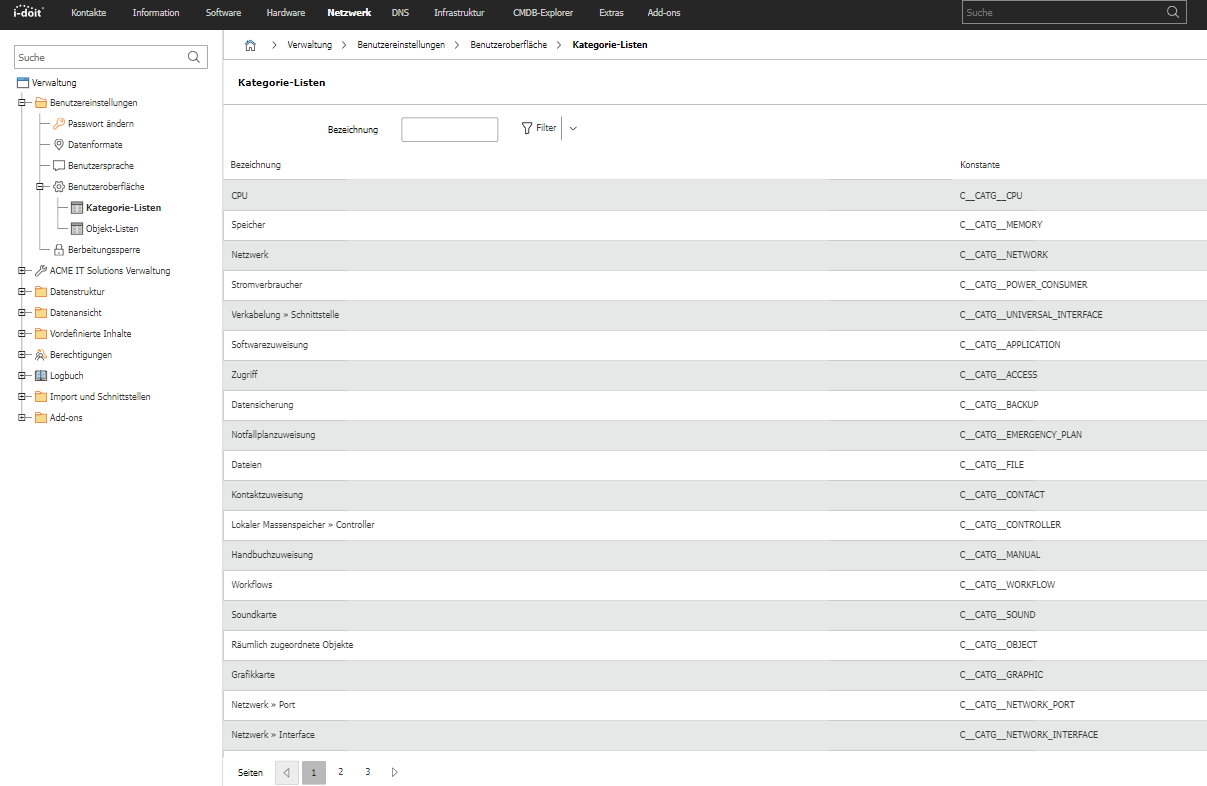 i-doit Kontakte Information Software Hardware Netzwerk DNS Infrastruktur CMDB-Explorer Extras Add-ons Suche
Suche
Verwaltung
Benutzereinstellungen
Passwort ändern
Datenformate
Benutzersprache
Benutzeroberfläche
Kategorie-Listen
Objekt-Listen
Berbeitungssperre
ACME IT Solutions Verwaltung
Datenstruktur
Datenansicht
Vordefinierte Inhalte
Berechtigungen
Logbuch
Import und Schnittstellen
Add-ons
Verwaltung > Benutzereinstellungen > Benutzeroberfläche > Kategorie-Listen
Kategorie-Listen
Bezeichnung Filter
Bezeichnung Konstante
CPU C__CATG__CPU
Speicher C__CATG__MEMORY
Netzwerk C__CATG__NETWORK
Stromverbraucher C__CATG__POWER_CONSUMER
Verkabelung » Schnittstelle C__CATG__UNIVERSAL_INTERFACE
Softwarezuweisung C__CATG__APPLICATION
Zugriff C__CATG__ACCESS
Datensicherung C__CATG__BACKUP
Notfallplanzuweisung C__CATG__EMERGENCY_PLAN
Dateien C__CATG__FILE
Kontaktzuweisung C__CATG__CONTACT
Lokaler Massenspeicher » Controller C__CATG__CONTROLLER
Handbuchzuweisung C__CATG__MANUAL
Workflows C__CATG__WORKFLOW
Soundkarte C__CATG__SOUND
Räumlich zugeordnete Objekte C__CATG__OBJECT
Grafikkarte C__CATG__GRAPHIC
Netzwerk » Port C__CATG__NETWORK_PORT
Netzwerk » Interface C__CATG__NETWORK_INTERFACE
Seiten 1 2 3